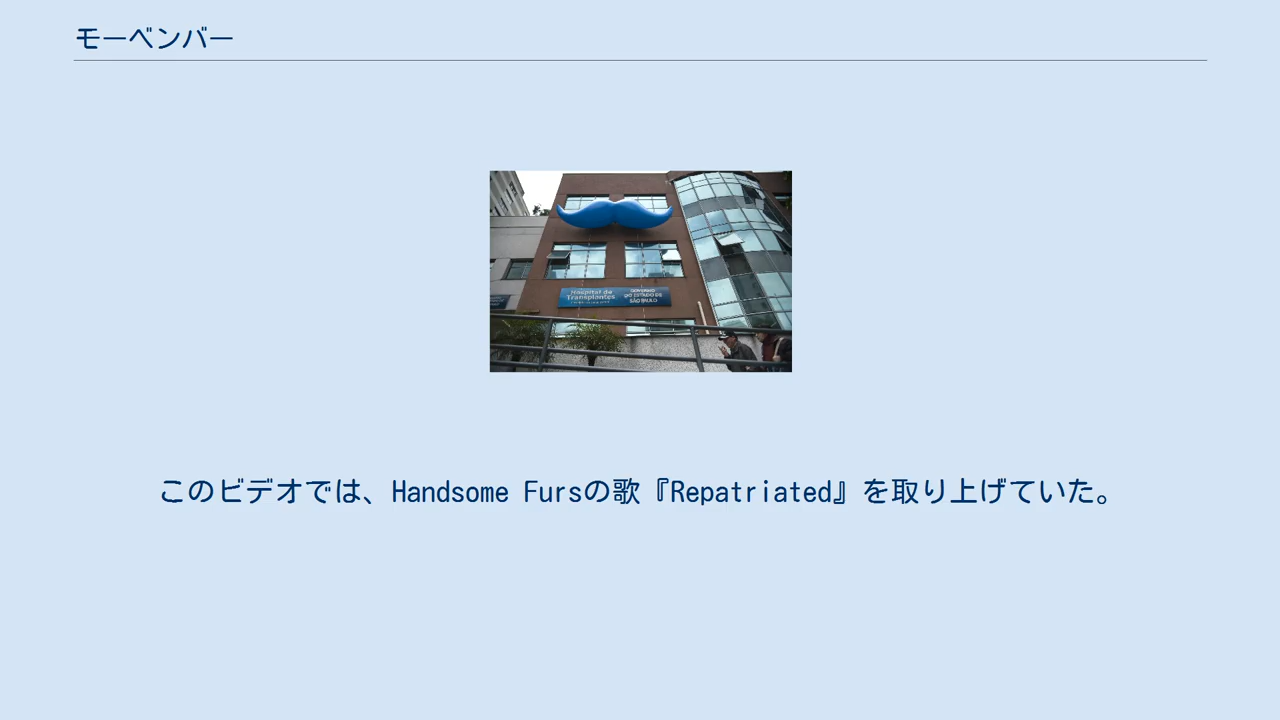 モーベンバー
Hospital de
Transplantes
GOVERNO
DO ESTADO DE
SÃO PAULO
このビデオでは、Handsome Fursの歌『Repatriated』を取り上げていた。